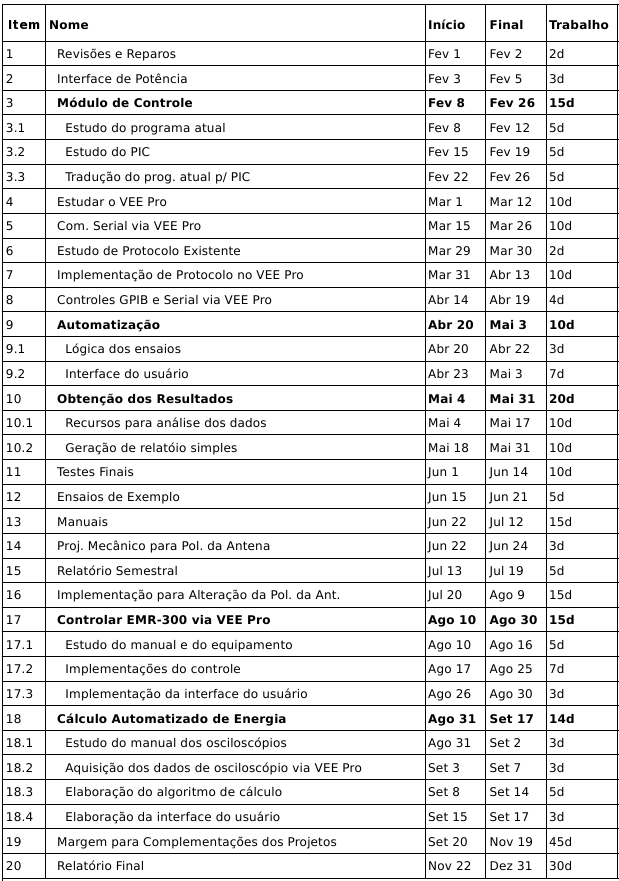 Item Nome Início Final Trabalho
1 Revisões e Reparos Fev 1 Fev 2 2d
2 Interface de Potência Fev 3 Fev 5 3d
3 Módulo de Controle Fev 8 Fev 26 15d
3.1 Estudo do programa atual Fev 8 Fev 12 5d
3.2 Estudo do PIC Fev 15 Fev 19 5d
3.3 Tradução do prog. atual p/ PIC Fev 22 Fev 26 5d
4 Estudar o VEE Pro Mar 1 Mar 12 10d
5 Com. Serial via VEE Pro Mar 15 Mar 26 10d
6 Estudo de Protocolo Existente Mar 29 Mar 30 2d
7 Implementação de Protocolo no VEE Pro Mar 31 Abr 13 10d
8 Controles GPIB e Serial via VEE Pro Abr 14 Abr 19 4d
9 Automatização Abr 20 Mai 3 10d
9.1 Lógica dos ensaios Abr 20 Abr 22 3d
9.2 Interface do usuário Abr 23 Mai 3 7d
10 Obtenção dos Resultados Mai 4 Mai 31 20d
10.1 Recursos para análise dos dados Mai 4 Mai 17 10d
10.2 Geração de relatóio simples Mai 18 Mai 31 10d
11 Testes Finais Jun 1 Jun 14 10d
12 Ensaios de Exemplo Jun 15 Jun 21 5d
13 Manuais Jun 22 Jul 12 15d
14 Proj. Mecânico para Pol. da Antena Jun 22 Jun 24 3d
15 Relatório Semestral Jul 13 Jul 19 5d
16 Implementação para Alteração da Pol. da Ant. Jul 20 Ago 9 15d
17 Controlar EMR-300 via VEE Pro Ago 10 Ago 30 15d
17.1 Estudo do manual e do equipamento Ago 10 Ago 16 5d
17.2 Implementações do controle Ago 17 Ago 25 7d
17.3 Implementação da interface do usuário Ago 26 Ago 30 3d
18 Cálculo Automatizado de Energia Ago 31 Set 17 14d
18.1 Estudo do manual dos osciloscópios Ago 31 Set 2 3d
18.2 Aquisição dos dados de osciloscópio via VEE Pro Set 3 Set 7 3d
18.3 Elaboração do algoritmo de cálculo Set 8 Set 14 5d
18.4 Elaboração da interface do usuário Set 15 Set 17 3d
19 Margem para Complementações dos Projetos Set 20 Nov 19 45d
20 Relatório Final Nov 22 Dez 31 30d